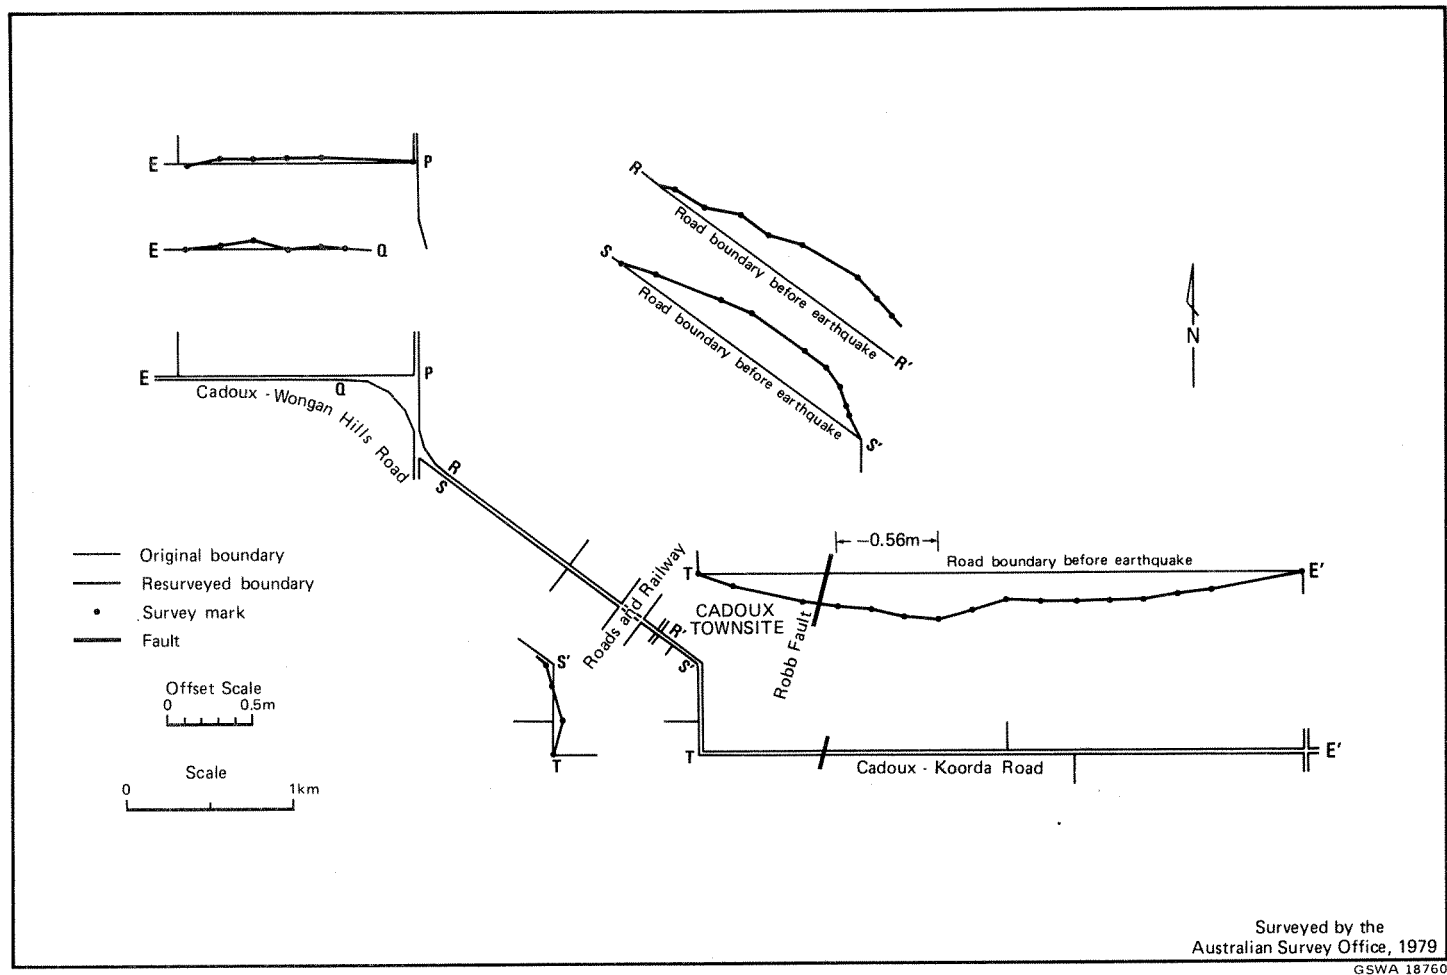 E
P
E
Q
R
Road boundary before earthquake
R'
S
Road boundary before earthquake
S'
N
E
P
Q
Cadoux - Wongan Hills Road
R
S
Original boundary
Resurveyed boundary
Survey mark
Fault
Offset Scale
0 0.5m
Scale
0 1km
Roads and Railway
R'
S'
-0.56m
Road boundary before earthquake
T
E'
CADOUX
TOWNSITE
Robb Fault
S'
T
T
E'
Cadoux - Koorda Road
Surveyed by the
Australian Survey Office, 1979
GSWA 18760